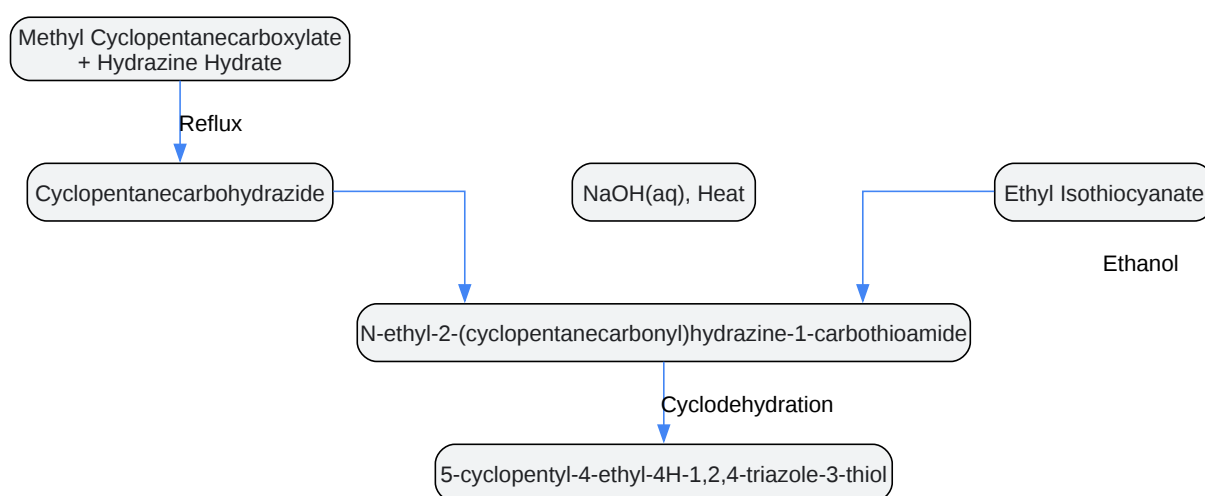 Methyl Cyclopentanecarboxylate
+ Hydrazine Hydrate
Reflux
Cyclopentanecarbohydrazide
NaOH(aq), Heat
Ethyl Isothiocyanate
Ethanol
N-ethyl-2-(cyclopentanecarbonyl)hydrazine-1-carbothioamide
Cyclodehydration
5-cyclopentyl-4-ethyl-4H-1,2,4-triazole-3-thiol